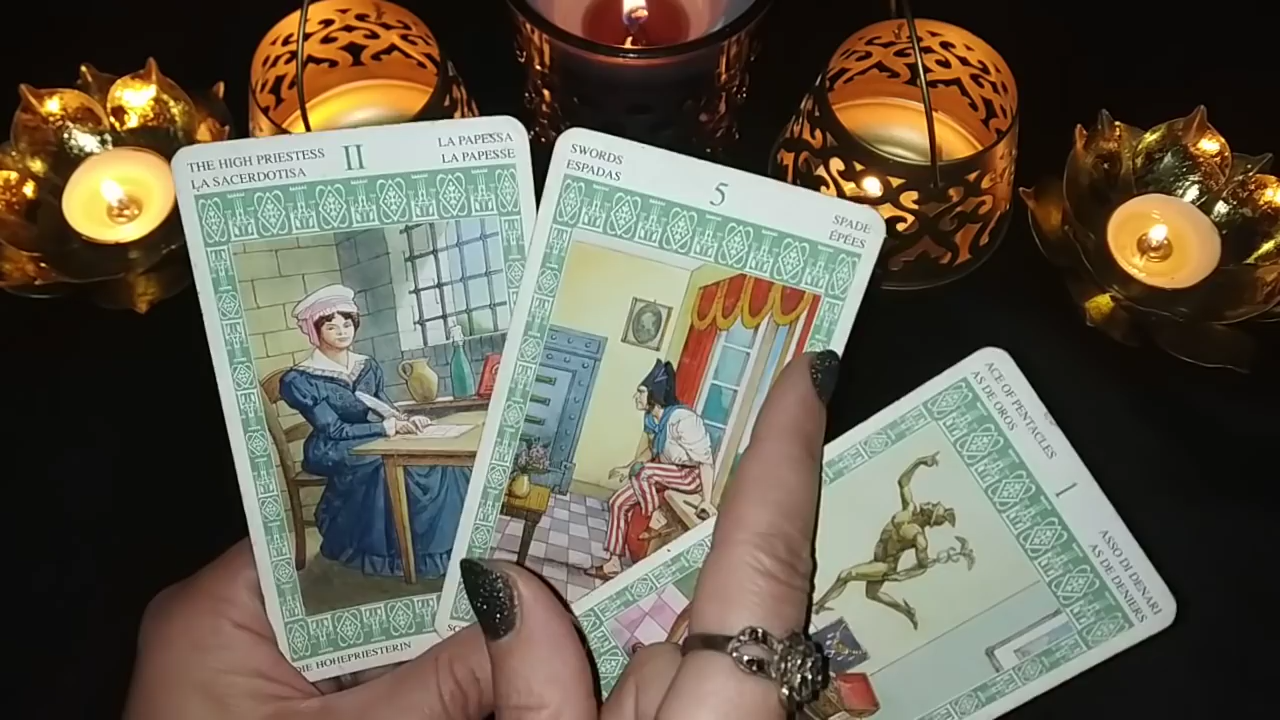 THE HIGH PRIESTESS
LA SACERDOTISA
II
LA PAPESSA
LA PAPESSE
DIE HOHEPRIESTERIN
SWORDS
ESPADAS
5
SPADE
ÉPÉES
ACE OF PENTACLES
AS DE OROS
1
ASSO DI DENARI
AS DE DENIERS